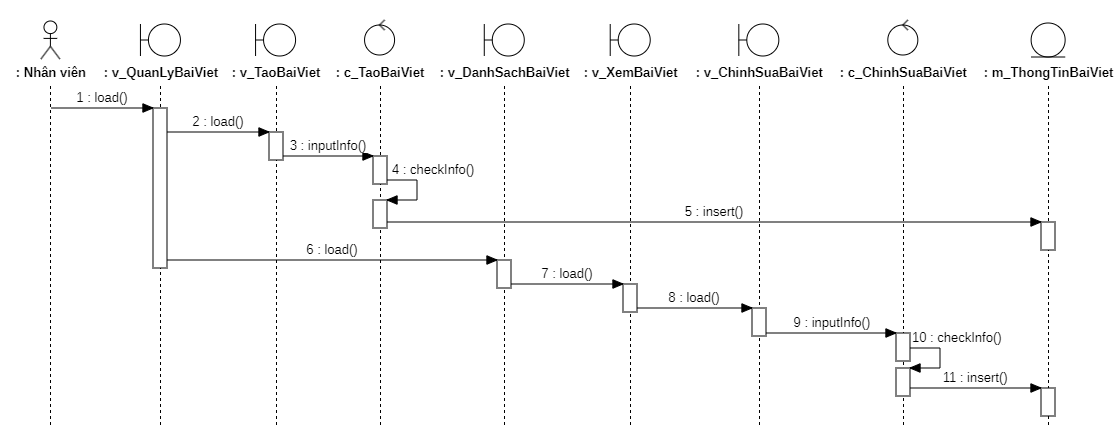 : Nhân viên : v_QuanLyBaiViet : v_TaoBaiViet : c_TaoBaiViet : v_DanhSachBaiViet : v_XemBaiViet : v_ChinhSuaBaiViet : c_ChinhSuaBaiViet : m_ThongTinBaiViet
1 : load()
2 : load()
3 : inputInfo()
4 : checkInfo()
5 : insert()
6 : load()
7 : load()
8 : load()
9 : inputInfo()
10 : checkInfo()
11 : insert()